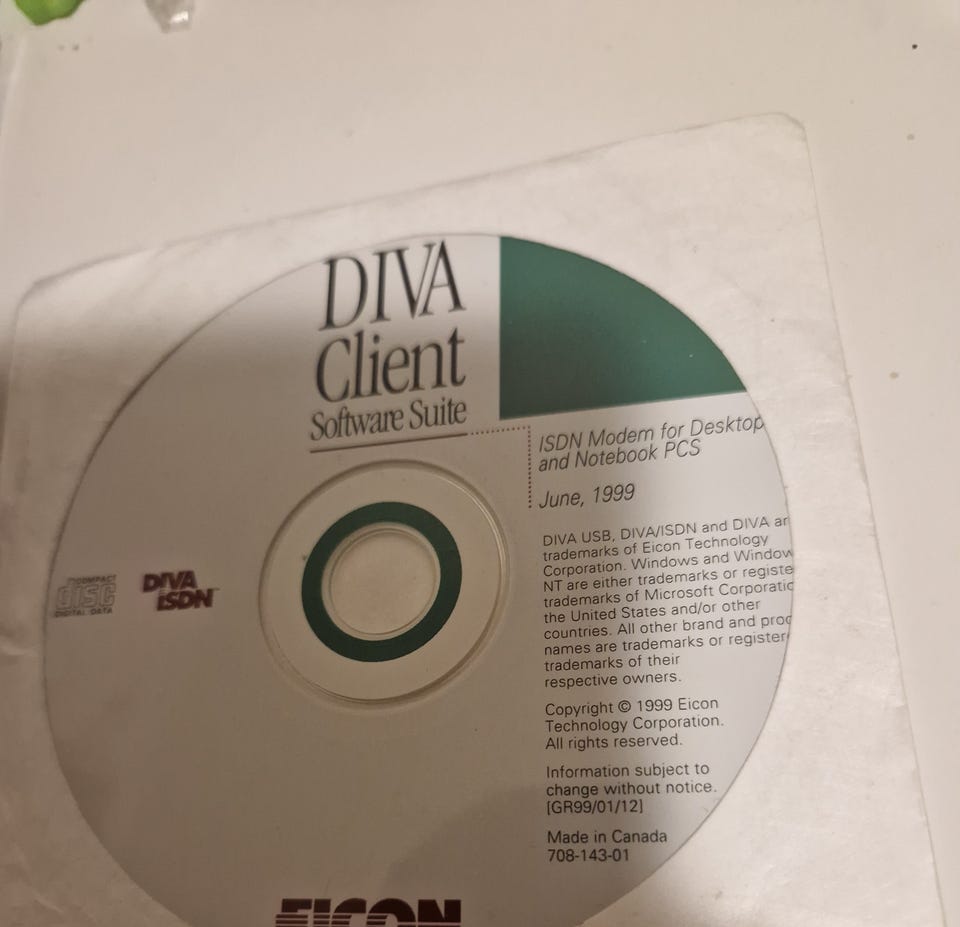 DIVA
Client
Software Suite
ISDN Modem for Desktop
and Notebook PCS
June, 1999
DIVA USB, DIVA/ISDN and DIVA ar
trademarks of Eicon Technology
Corporation. Windows and Window
NT are either trademarks or registe
trademarks of Microsoft Corporatio
the United States and/or other
countries. All other brand and prod
names are trademarks or register
trademarks of their
respective owners.
Copyright © 1999 Eicon
Technology Corporation.
All rights reserved.
Information subject to
change without notice.
[GR99/01/12]
Made in Canada
708-143-01
COMPACT
disc
DIGITAL DATA
DIVA
ISDN™
EICON